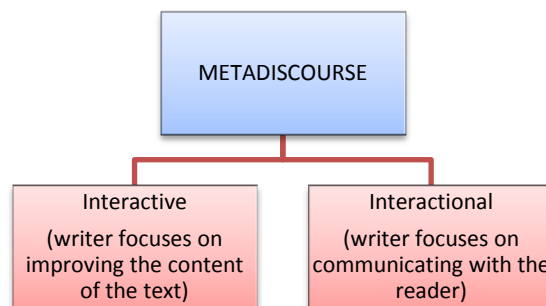 METADISCOURSE
Interactive
(writer focuses on
improving the content
of the text)
Interactional
(writer focuses on
communicating with the
reader)